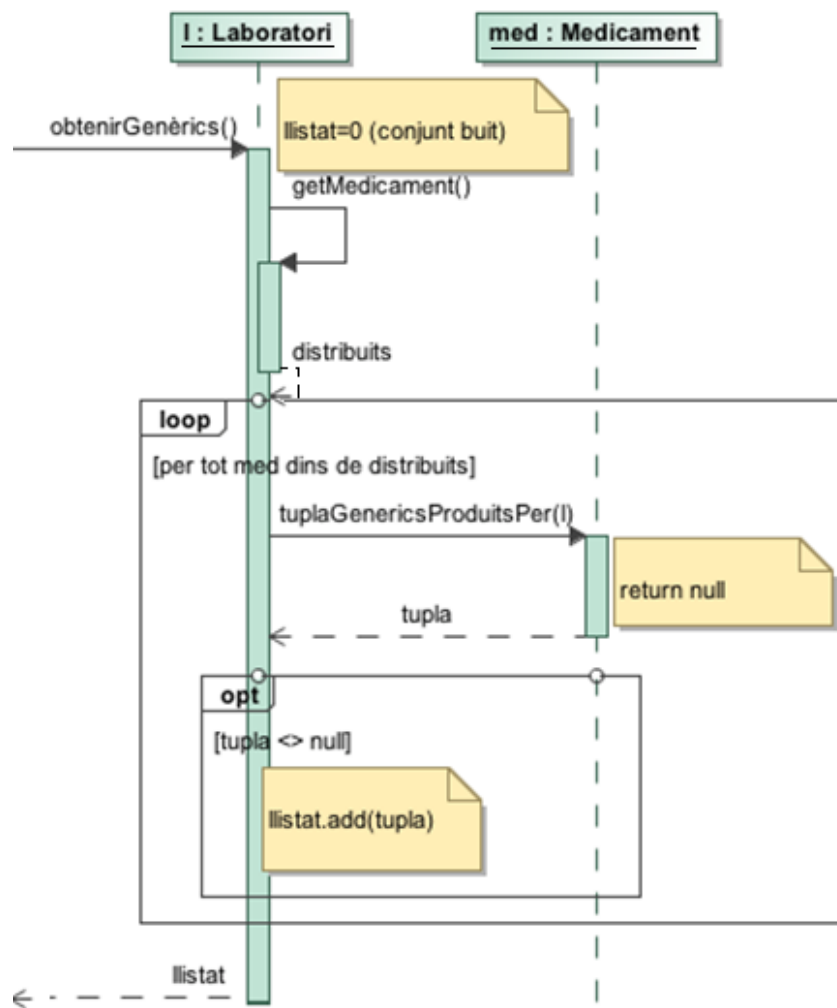 l : Laboratori
med : Medicament
llistat=0 (conjunt buit)
obtenirGenèrics()
getMedicament()
distribuits
loop
[per tot med dins de distribuits]
tuplaGenericsProduitsPer(l)
return null
tupla
opt
[tupla <> null]
llistat.add(tupla)
llistat